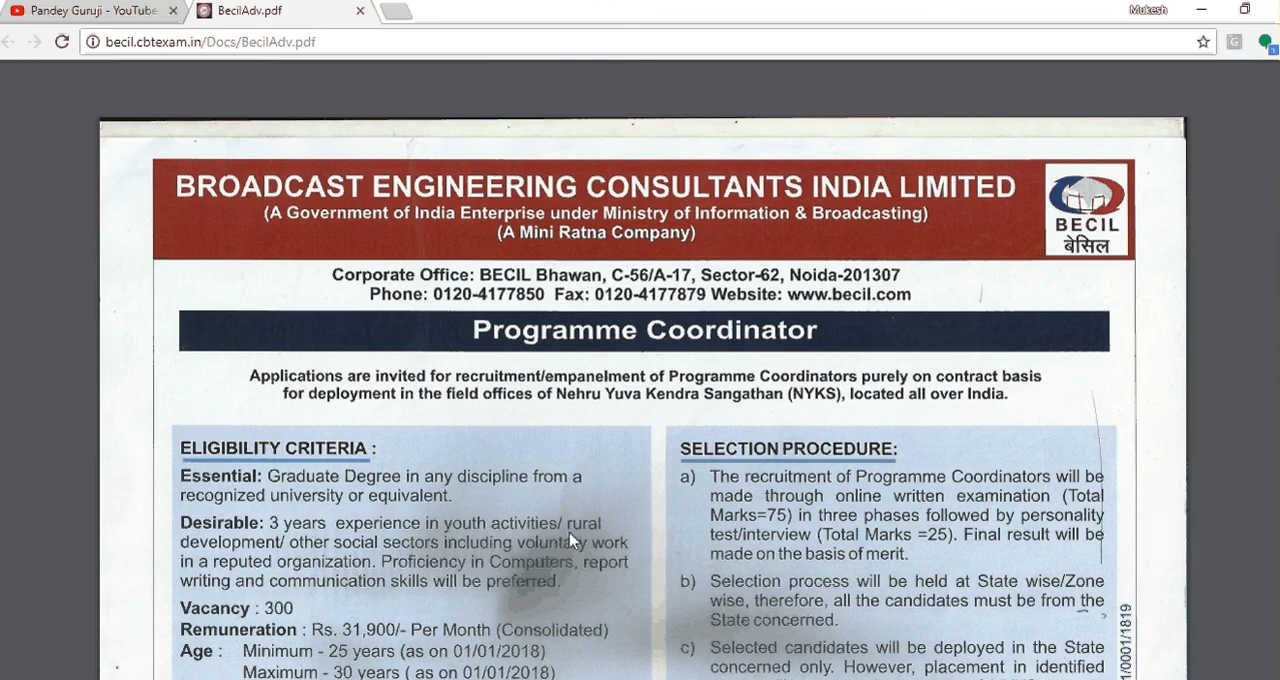 Pandey Guruji - YouTube
BecilAdv.pdf
Mukesh
becil.cbtexam.in/Docs/BecilAdv.pdf
BROADCAST ENGINEERING CONSULTANTS INDIA LIMITED
(A Government of India Enterprise under Ministry of Information & Broadcasting)
(A Mini Ratna Company)
BECIL
बेसिल
Corporate Office: BECIL Bhawan, C-56/A-17, Sector-62, Noida-201307
Phone: 0120-4177850 Fax: 0120-4177879 Website: www.becil.com
Programme Coordinator
Applications are invited for recruitment/empanelment of Programme Coordinators purely on contract basis
for deployment in the field offices of Nehru Yuva Kendra Sangathan (NYKS), located all over India.
ELIGIBILITY CRITERIA :
Essential: Graduate Degree in any discipline from a
recognized university or equivalent.
Desirable: 3 years experience in youth activities/ rural
development/ other social sectors including voluntary work
in a reputed organization. Proficiency in Computers, report
writing and communication skills will be preferred.
Vacancy : 300
Remuneration : Rs. 31,900/- Per Month (Consolidated)
Age : Minimum - 25 years (as on 01/01/2018)
Maximum - 30 years ( as on 01/01/2018)
SELECTION PROCEDURE:
a) The recruitment of Programme Coordinators will be
made through online written examination (Total
Marks=75) in three phases followed by personality
test/interview (Total Marks =25). Final result will be
made on the basis of merit.
b) Selection process will be held at State wise/Zone
wise, therefore, all the candidates must be from the
State concerned.
c) Selected candidates will be deployed in the State
concerned only. However, placement in identified
1/0001/1819